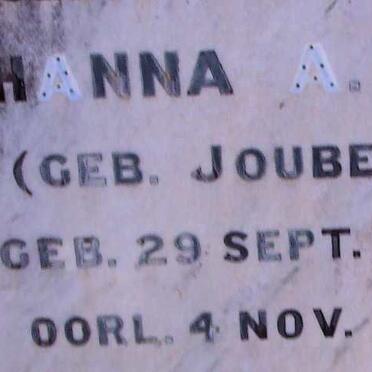 HANNA A.
(GEB. JOUBE
GEB. 29 SEPT.
OORL. 4 NOV.